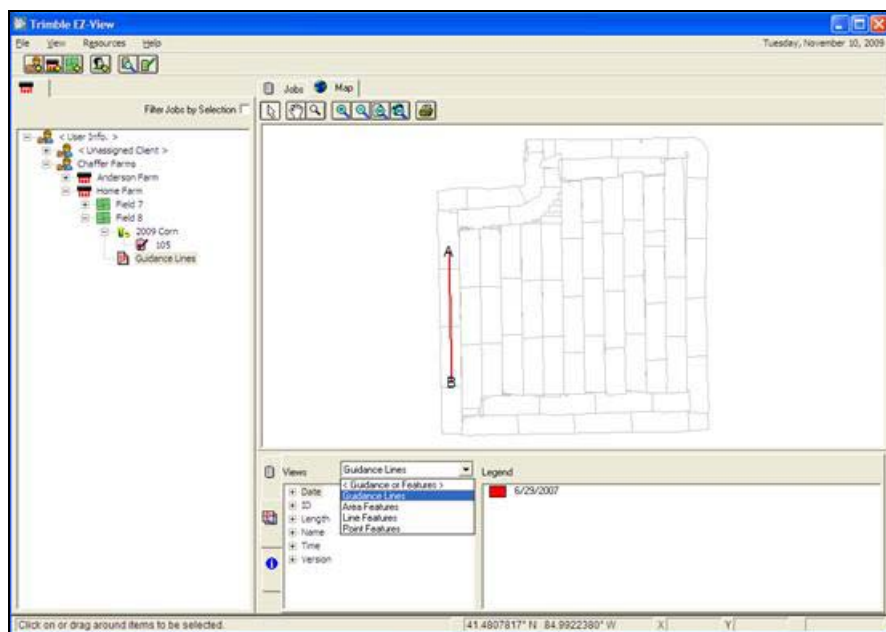 Trimble EZ-View
File View Resources Help
Tuesday, November 10, 2009
Jobs Map
Filter Jobs by Selection
< User Info. >
< Unassigned Client >
Chaffer Farms
Anderson Farm
Home Farm
Field 7
Field 8
2009 Corn
105
Guidance Lines
A
B
Views
Guidance Lines
Legend
< Guidance or Features >
Guidance Lines
Area Features
Line Features
Point Features
Date
ID
Length
Name
Time
Version
6/29/2007
Click on or drag around items to be selected.
41.4807817° N 84.9922380° W X Y